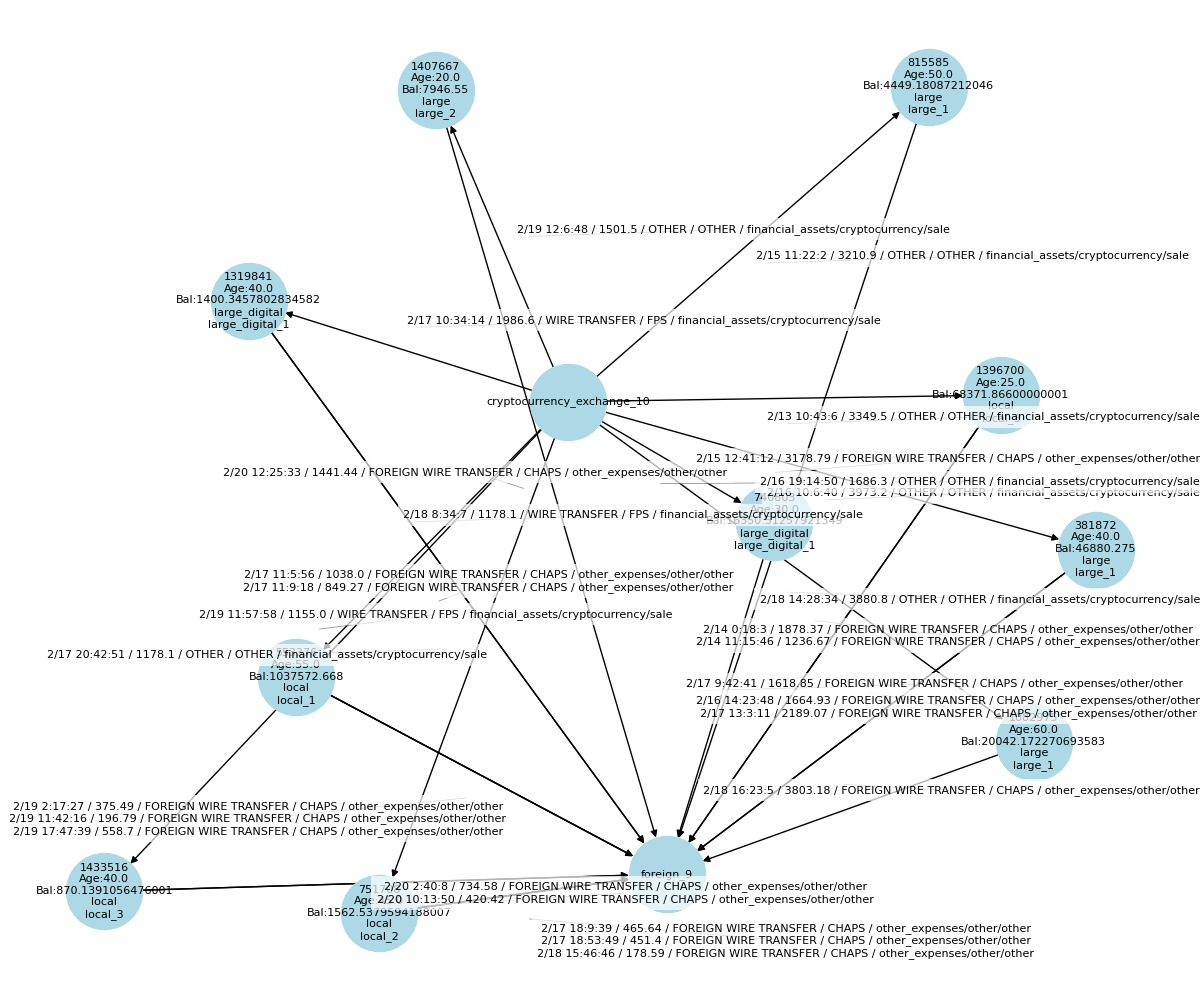 1407667
Age:20.0
Bal:7946.55
large
large_2
815585
Age:50.0
Bal:4449.18087212046
large
large_1
2/19 12:6:48 / 1501.5 / OTHER / OTHER / financial_assets/cryptocurrency/sale
2/15 11:22:2 / 3210.9 / OTHER / OTHER / financial_assets/cryptocurrency/sale
1319841
Age:40.0
Bal:1400.3457802834582
large_digital
large_digital_1
2/17 10:34:14 / 1986.6 / WIRE TRANSFER / FPS / financial_assets/cryptocurrency/sale
cryptocurrency_exchange_10
1396700
Age:25.0
Bal:68371.86600000001
local
2/13 10:43:6 / 3349.5 / OTHER / OTHER / financial_assets/cryptocurrency/sale
2/15 12:41:12 / 3178.79 / FOREIGN WIRE TRANSFER / CHAPS / other_expenses/other/other
2/20 12:25:33 / 1441.44 / FOREIGN WIRE TRANSFER / CHAPS / other_expenses/other/other
2/16 19:14:50 / 1686.3 / OTHER / OTHER / financial_assets/cryptocurrency/sale
2/16 10:6:40 / 3973.2 / OTHER / OTHER / financial_assets/cryptocurrency/sale
2/18 8:34:7 / 1178.1 / WIRE TRANSFER / FPS / financial_assets/cryptocurrency/sale
Age:30.0
large_digital
large_digital_1
381872
Age:40.0
Bal:46880.275
large
large_1
2/17 11:5:56 / 1038.0 / FOREIGN WIRE TRANSFER / CHAPS / other_expenses/other/other
2/17 11:9:18 / 849.27 / FOREIGN WIRE TRANSFER / CHAPS / other_expenses/other/other
2/18 14:28:34 / 3880.8 / OTHER / OTHER / financial_assets/cryptocurrency/sale
2/19 11:57:58 / 1155.0 / WIRE TRANSFER / FPS / financial_assets/cryptocurrency/sale
2/14 0:18:3 / 1878.37 / FOREIGN WIRE TRANSFER / CHAPS / other_expenses/other/other
2/14 11:15:46 / 1236.67 / FOREIGN WIRE TRANSFER / CHAPS / other_expenses/other/other
2/17 20:42:51 / 1178.1 / OTHER / OTHER / financial_assets/cryptocurrency/sale
Age:55.0
Bal:1037572.668
local
local_1
2/17 9:42:41 / 1618.85 / FOREIGN WIRE TRANSFER / CHAPS / other_expenses/other/other
2/16 14:23:48 / 1664.93 / FOREIGN WIRE TRANSFER / CHAPS / other_expenses/other/other
2/17 13:3:11 / 2189.07 / FOREIGN WIRE TRANSFER / CHAPS / other_expenses/other/other
Age:60.0
Bal:20042.172270693583
large
large_1
2/18 16:23:5 / 3803.18 / FOREIGN WIRE TRANSFER / CHAPS / other_expenses/other/other
2/19 2:17:27 / 375.49 / FOREIGN WIRE TRANSFER / CHAPS / other_expenses/other/other
2/19 11:42:16 / 196.79 / FOREIGN WIRE TRANSFER / CHAPS / other_expenses/other/other
2/19 17:47:39 / 558.7 / FOREIGN WIRE TRANSFER / CHAPS / other_expenses/other/other
1433516
Age:40.0
Bal:870.1391056476001
local
local_3
foreign_9
2/20 2:40:8 / 734.58 / FOREIGN WIRE TRANSFER / CHAPS / other_expenses/other/other
2/20 10:13:50 / 420.42 / FOREIGN WIRE TRANSFER / CHAPS / other_expenses/other/other
Bal:1562.5379594188007
local
local_2
2/17 18:9:39 / 465.64 / FOREIGN WIRE TRANSFER / CHAPS / other_expenses/other/other
2/17 18:53:49 / 451.4 / FOREIGN WIRE TRANSFER / CHAPS / other_expenses/other/other
2/18 15:46:46 / 178.59 / FOREIGN WIRE TRANSFER / CHAPS / other_expenses/other/other